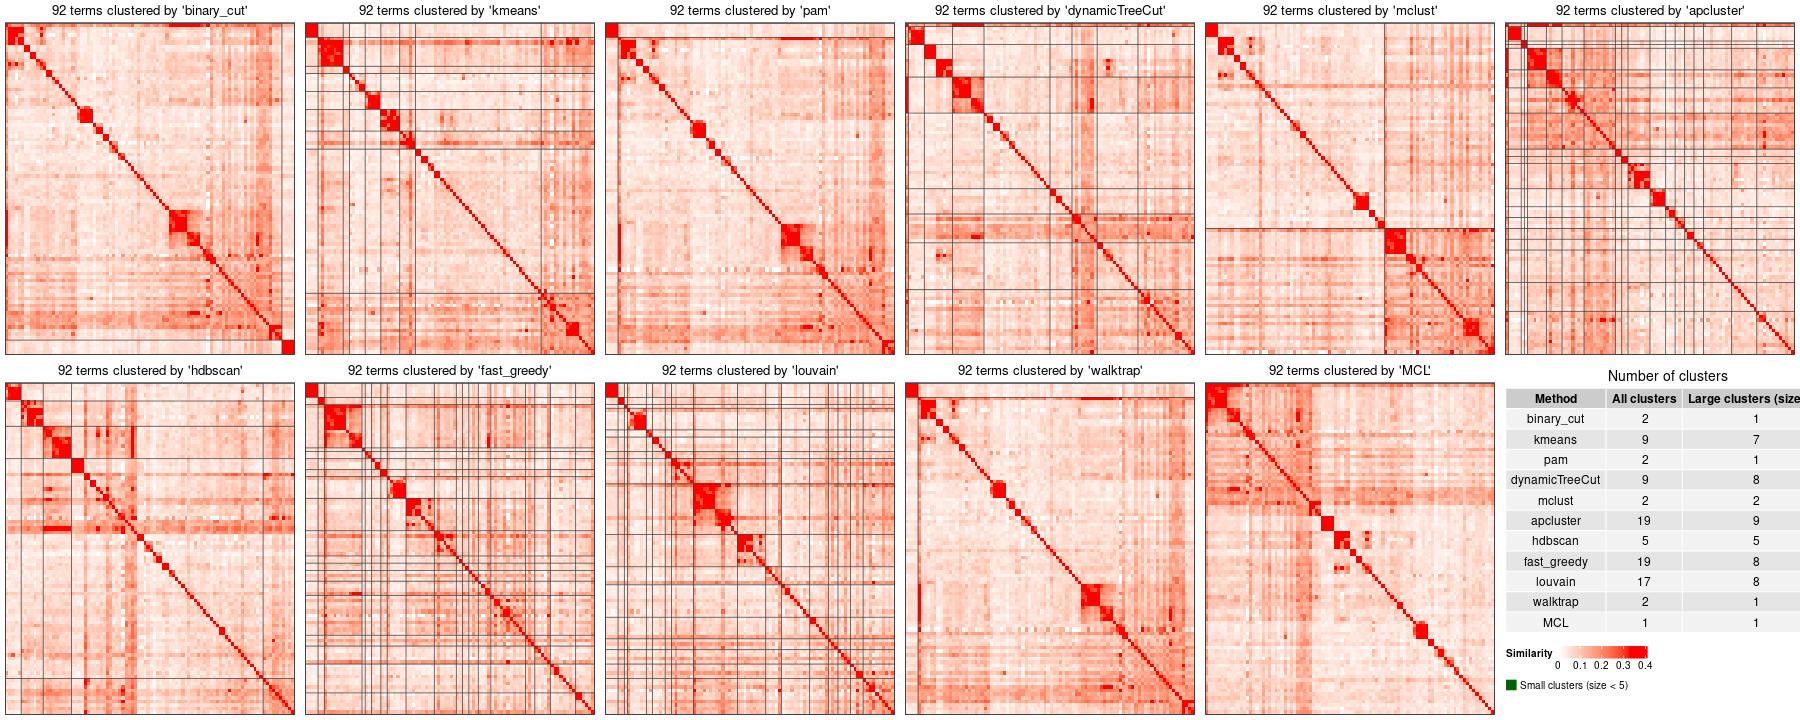 92 terms clustered by 'binary_cut'
92 terms clustered by 'kmeans'
92 terms clustered by 'pam'
92 terms clustered by 'dynamicTreeCut'
92 terms clustered by 'mclust'
92 terms clustered by 'apcluster'
92 terms clustered by 'hdbscan'
92 terms clustered by 'fast_greedy'
92 terms clustered by 'louvain'
92 terms clustered by 'walktrap'
92 terms clustered by 'MCL'
Number of clusters
Method All clusters Large clusters (size
binary_cut 2 1
kmeans 9 7
pam 2 1
dynamicTreeCut 9 8
mclust 2 2
apcluster 19 9
hdbscan 5 5
fast_greedy 19 8
louvain 17 8
walktrap 2 1
MCL 1 1
Similarity
0 0.1 0.2 0.3 0.4
Small clusters (size < 5)